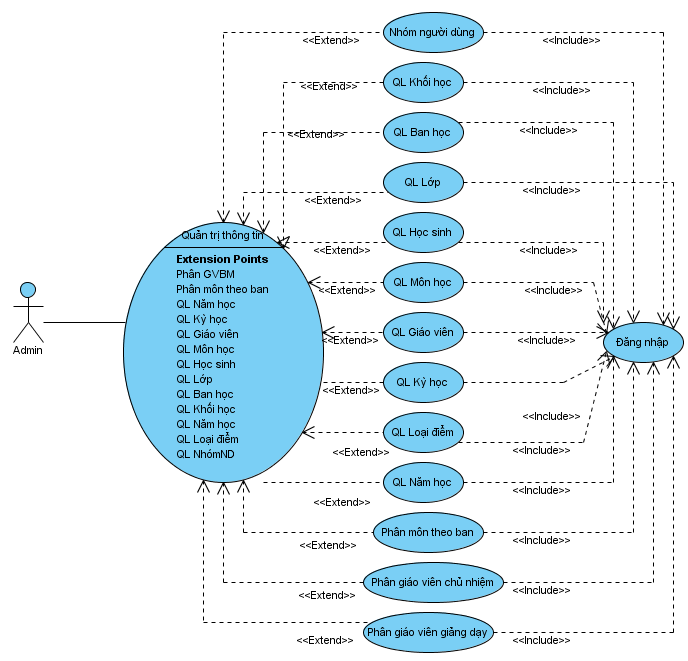 Nhóm người dùng
<<Extend>>
<<Include>>
QL Khối học
<<Extend>>
<<Include>>
QL Ban học
<<Extend>>
<<Include>>
QL Lớp
<<Extend>>
<<Include>>
QL Học sinh
<<Extend>>
<<Include>>
QL Môn học
<<Extend>>
<<Include>>
QL Giáo viên
<<Extend>>
<<Include>>
QL Kỳ học
<<Extend>>
<<Include>>
QL Loại điểm
<<Extend>>
<<Include>>
QL Năm học
<<Extend>>
<<Include>>
Phân môn theo ban
<<Extend>>
<<Include>>
Phân giáo viên chủ nhiệm
<<Extend>>
<<Include>>
Phân giáo viên giảng dạy
<<Extend>>
<<Include>>
Đăng nhập
Admin
Quản trị thông tin
Extension Points
Phân GVBM
Phân môn theo ban
QL Năm học
QL Kỳ học
QL Giáo viên
QL Môn học
QL Học sinh
QL Lớp
QL Ban học
QL Khối học
QL Năm học
QL Loại điểm
QL NhómND